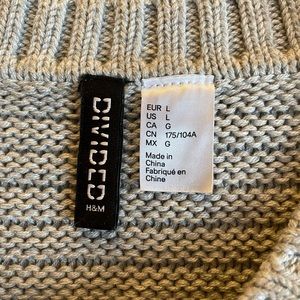 DIVIDED
H&M
EUR L
US L
CA G
CN 175/104A
MX G
Made in
China
Fabriqué en
Chine